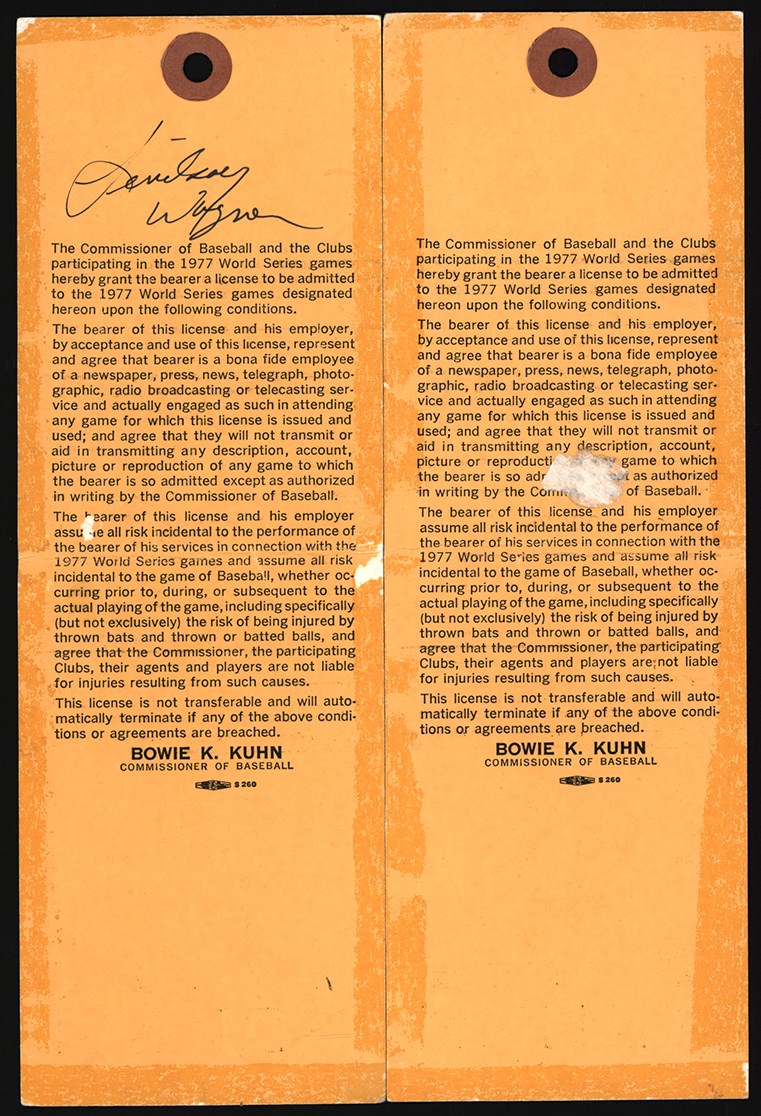 Lindsay
Wagner
The Commissioner of Baseball and the Clubs
participating in the 1977 World Series games
hereby grant the bearer a license to be admitted
to the 1977 World Series games designated
hereon upon the following conditions.
The bearer of this license and his employer,
by acceptance and use of this license, represent
and agree that bearer is a bona fide employee
of a newspaper, press, news, telegraph, photo-
graphic, radio broadcasting or telecasting ser-
vice and actually engaged as such in attending
any game for which this license is issued and
used; and agree that they will not transmit or
aid in transmitting any description, account,
picture or reproduction of any game to which
the bearer is so admitted except as authorized
in writing by the Commissioner of Baseball.
The bearer of this license and his employer
assume all risk incidental to the performance of
the bearer of his services in connection with the
1977 World Series games and assume all risk
incidental to the game of Baseball, whether oc-
curring prior to, during, or subsequent to the
actual playing of the game, including specifically
(but not exclusively) the risk of being injured by
thrown bats and thrown or batted balls, and
agree that the Commissioner, the participating
Clubs, their agents and players are not liable
for injuries resulting from such causes.
This license is not transferable and will auto-
matically terminate if any of the above condi-
tions or agreements are breached.
BOWIE K. KUHN
COMMISSIONER OF BASEBALL
S 260
The Commissioner of Baseball and the Clubs
participating in the 1977 World Series games
hereby grant the bearer a license to be admitted
to the 1977 World Series games designated
hereon upon the following conditions.
The bearer of this license and his employer,
by acceptance and use of this license, represent
and agree that bearer is a bona fide employee
of a newspaper, press, news, telegraph, photo-
graphic, radio broadcasting or telecasting ser-
vice and actually engaged as such in attending
any game for which this license is issued and
used; and agree that they will not transmit or
aid in transmitting any description, account,
picture or reproducti game to which
the bearer is so as authorized
in writing by the of Baseball.
The bearer of this license and his employer
assume all risk incidental to the performance of
the bearer of his services in connection with the
1977 World Series games and assume all risk
incidental to the game of Baseball, whether oc-
curring prior to, during, or subsequent to the
actual playing of the game, including specifically
(but not exclusively) the risk of being injured by
thrown bats and thrown or batted balls, and
agree that the Commissioner, the participating
Clubs, their agents and players are not liable
for injuries resulting from such causes.
This license is not transferable and will auto-
matically terminate if any of the above condi-
tions or agreements are breached.
BOWIE K. KUHN
COMMISSIONER OF BASEBALL
S 260